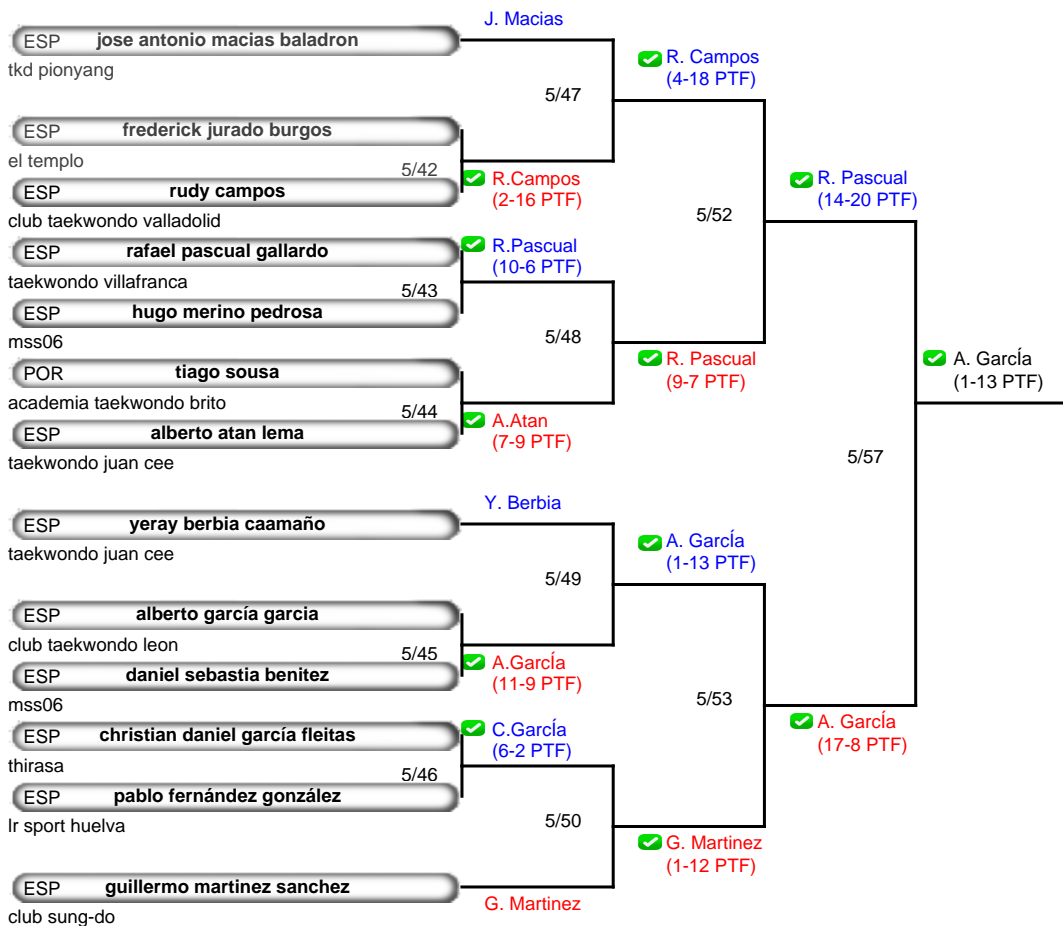 J. Macias
ESP jose antonio macias baladron
tkd pionyang
R. Campos
(4-18 PTF)
5/47
ESP frederick jurado burgos
el templo
5/42
R.Campos
(2-16 PTF)
ESP rudy campos
club taekwondo valladolid
R. Pascual
(14-20 PTF)
5/52
ESP rafael pascual gallardo
taekwondo villafranca
R.Pascual
(10-6 PTF)
5/43
ESP hugo merino pedrosa
mss06
5/48
R. Pascual
(9-7 PTF)
POR tiago sousa
academia taekwondo brito
5/44
A.Atan
(7-9 PTF)
ESP alberto atan lema
taekwondo juan cee
A. GarcÍa
(1-13 PTF)
5/57
Y. Berbia
ESP yeray berbia caamaño
taekwondo juan cee
A. GarcÍa
(1-13 PTF)
5/49
ESP alberto garcía garcia
club taekwondo leon
5/45
A.GarcÍa
(11-9 PTF)
ESP daniel sebastia benitez
mss06
5/53
A. GarcÍa
(17-8 PTF)
ESP christian daniel garcía fleitas
thirasa
C.GarcÍa
(6-2 PTF)
5/46
ESP pablo fernández gonzález
lr sport huelva
5/50
G. Martinez
(1-12 PTF)
ESP guillermo martinez sanchez
club sung-do
G. Martinez